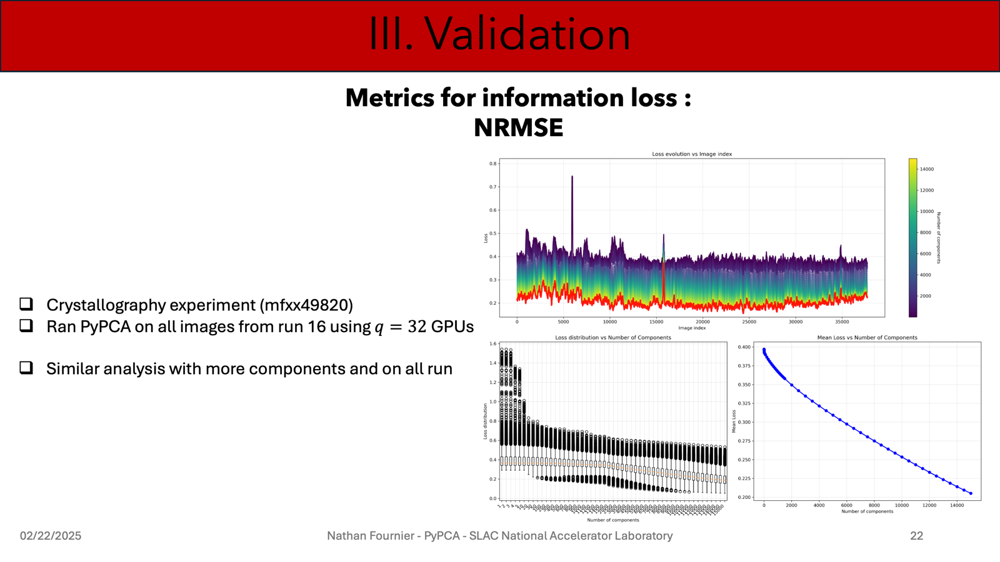 III. Validation
Metrics for information loss :
NRMSE
Crystallography experiment (mfxx49820)
Ran PyPCA on all images from run 16 using q = 32 GPUs
Similar analysis with more components and on all run
Loss evolution vs Image index
0.8
0.7
0.6
0.5
0.4
0.3
0.2
Loss
0 5000 10000 15000 20000 25000 30000 35000
Image index
14000
12000
10000
8000
6000
4000
2000
Number of components
Loss distribution vs Number of Components
1.6
1.4
1.2
1.0
0.8
0.6
0.4
0.2
0.0
Loss distribution
Number of components
Mean Loss vs Number of Components
0.400
0.375
0.350
0.325
0.300
0.275
0.250
0.225
0.200
Mean Loss
0 2000 4000 6000 8000 10000 12000 14000
Number of components
02/22/2025
Nathan Fournier - PyPCA - SLAC National Accelerator Laboratory
22